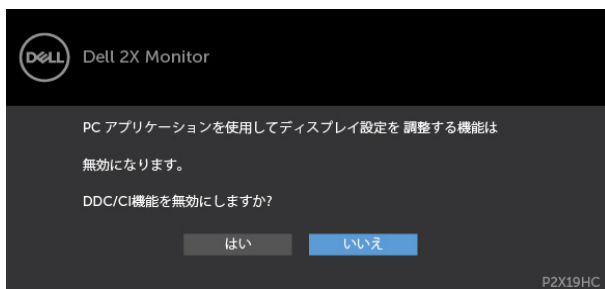 DELL
Dell 2X Monitor
PC アプリケーションを使用してディスプレイ設定を 調整する機能は
無効になります。
DDC/CI機能を無効にしますか?
はい いいえ
P2X19HC